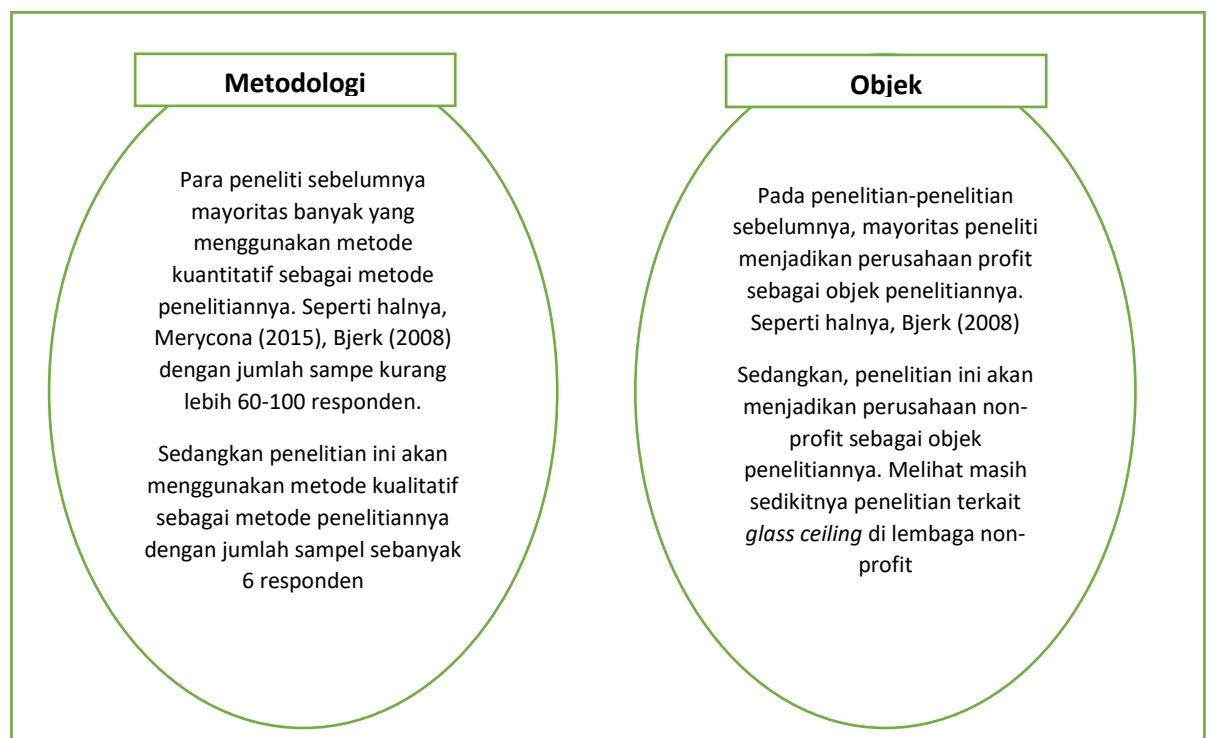 Metodologi
Para peneliti sebelumnya
mayoritas banyak yang
menggunakan metode
kuantitatif sebagai metode
penelitiannya. Seperti halnya,
Merycona (2015), Bjerk (2008)
dengan jumlah sampe kurang
lebih 60-100 responden.
Sedangkan penelitian ini akan
menggunakan metode kualitatif
sebagai metode penelitiannya
dengan jumlah sampel sebanyak
6 responden
Objek
Pada penelitian-penelitian
sebelumnya, mayoritas peneliti
menjadikan perusahaan profit
sebagai objek penelitiannya.
Seperti halnya, Bjerk (2008)
Sedangkan, penelitian ini akan
menjadikan perusahaan non-
profit sebagai objek
penelitiannya. Melihat masih
sedikitnya penelitian terkait
glass ceiling di lembaga non-
profit